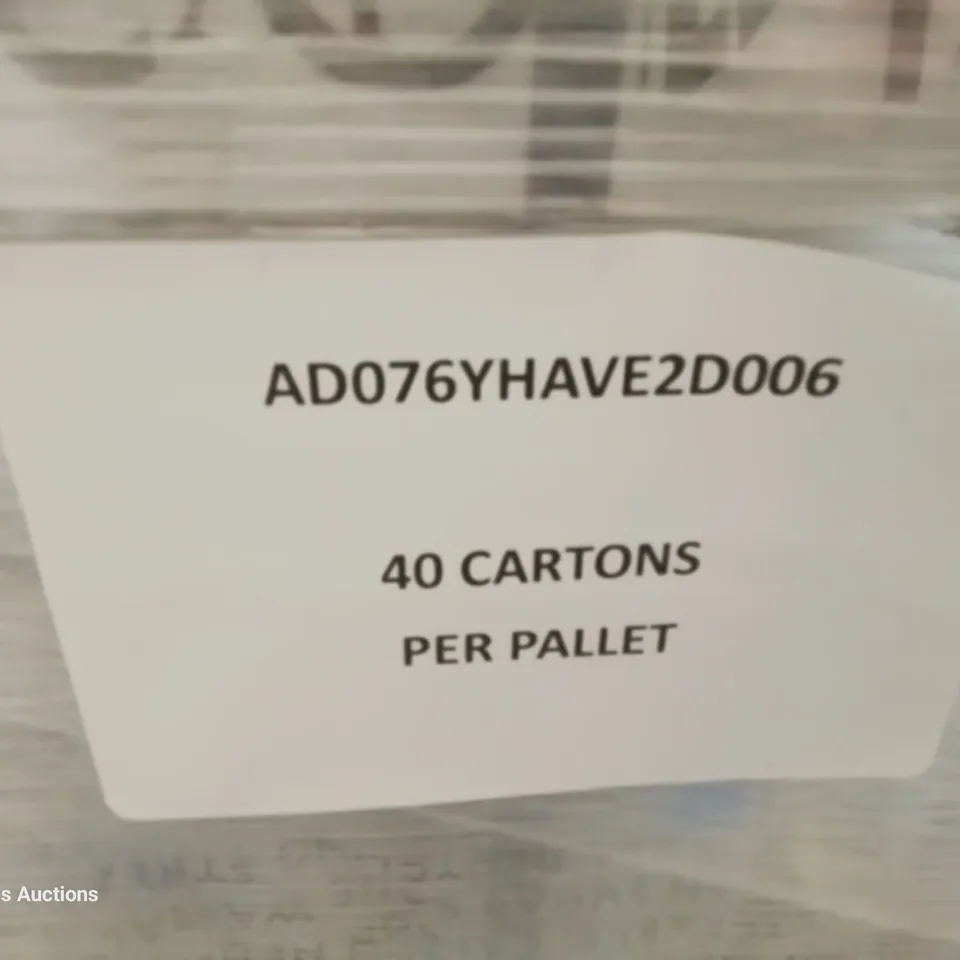 AD076YHAVE2D006
40 CARTONS
PER PALLET
s Auctions